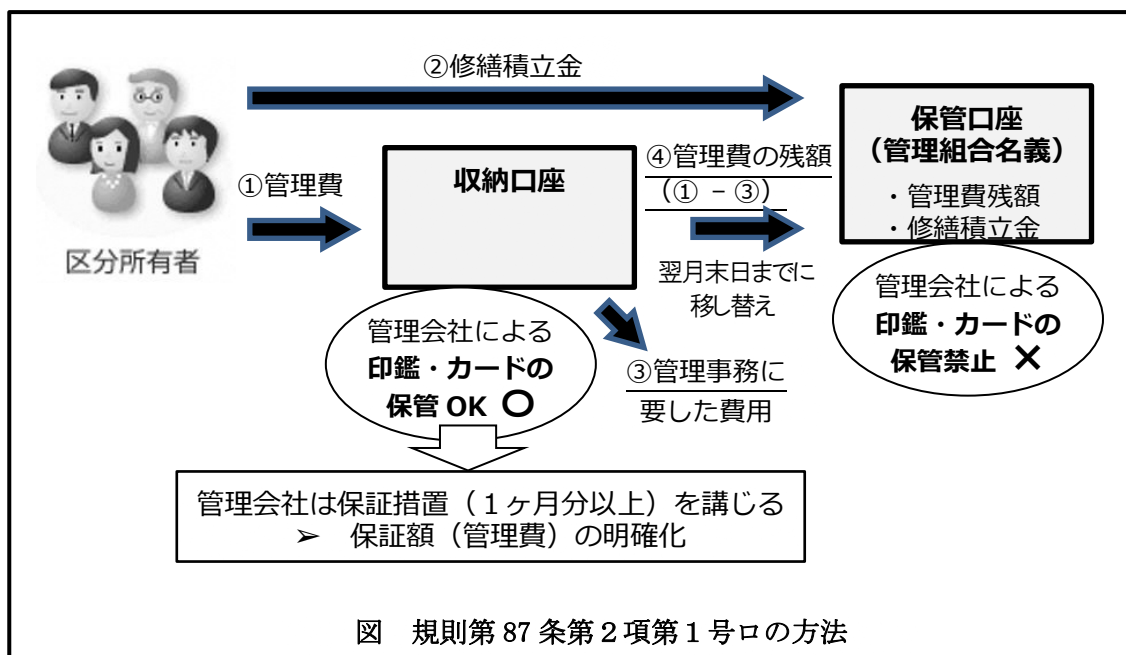 ②修繕積立金
区分所有者
①管理費
収納口座
④管理費の残額
（① － ③）
翌月末日までに
移し替え
保管口座
（管理組合名義）
・管理費残額
・修繕積立金
管理会社による
印鑑・カードの
保管 OK 〇
③管理事務に
要した費用
管理会社による
印鑑・カードの
保管禁止 ×
管理会社は保証措置（１ヶ月分以上）を講じる
➢ 保証額（管理費）の明確化
図　規則第 87 条第２項第１号ロの方法